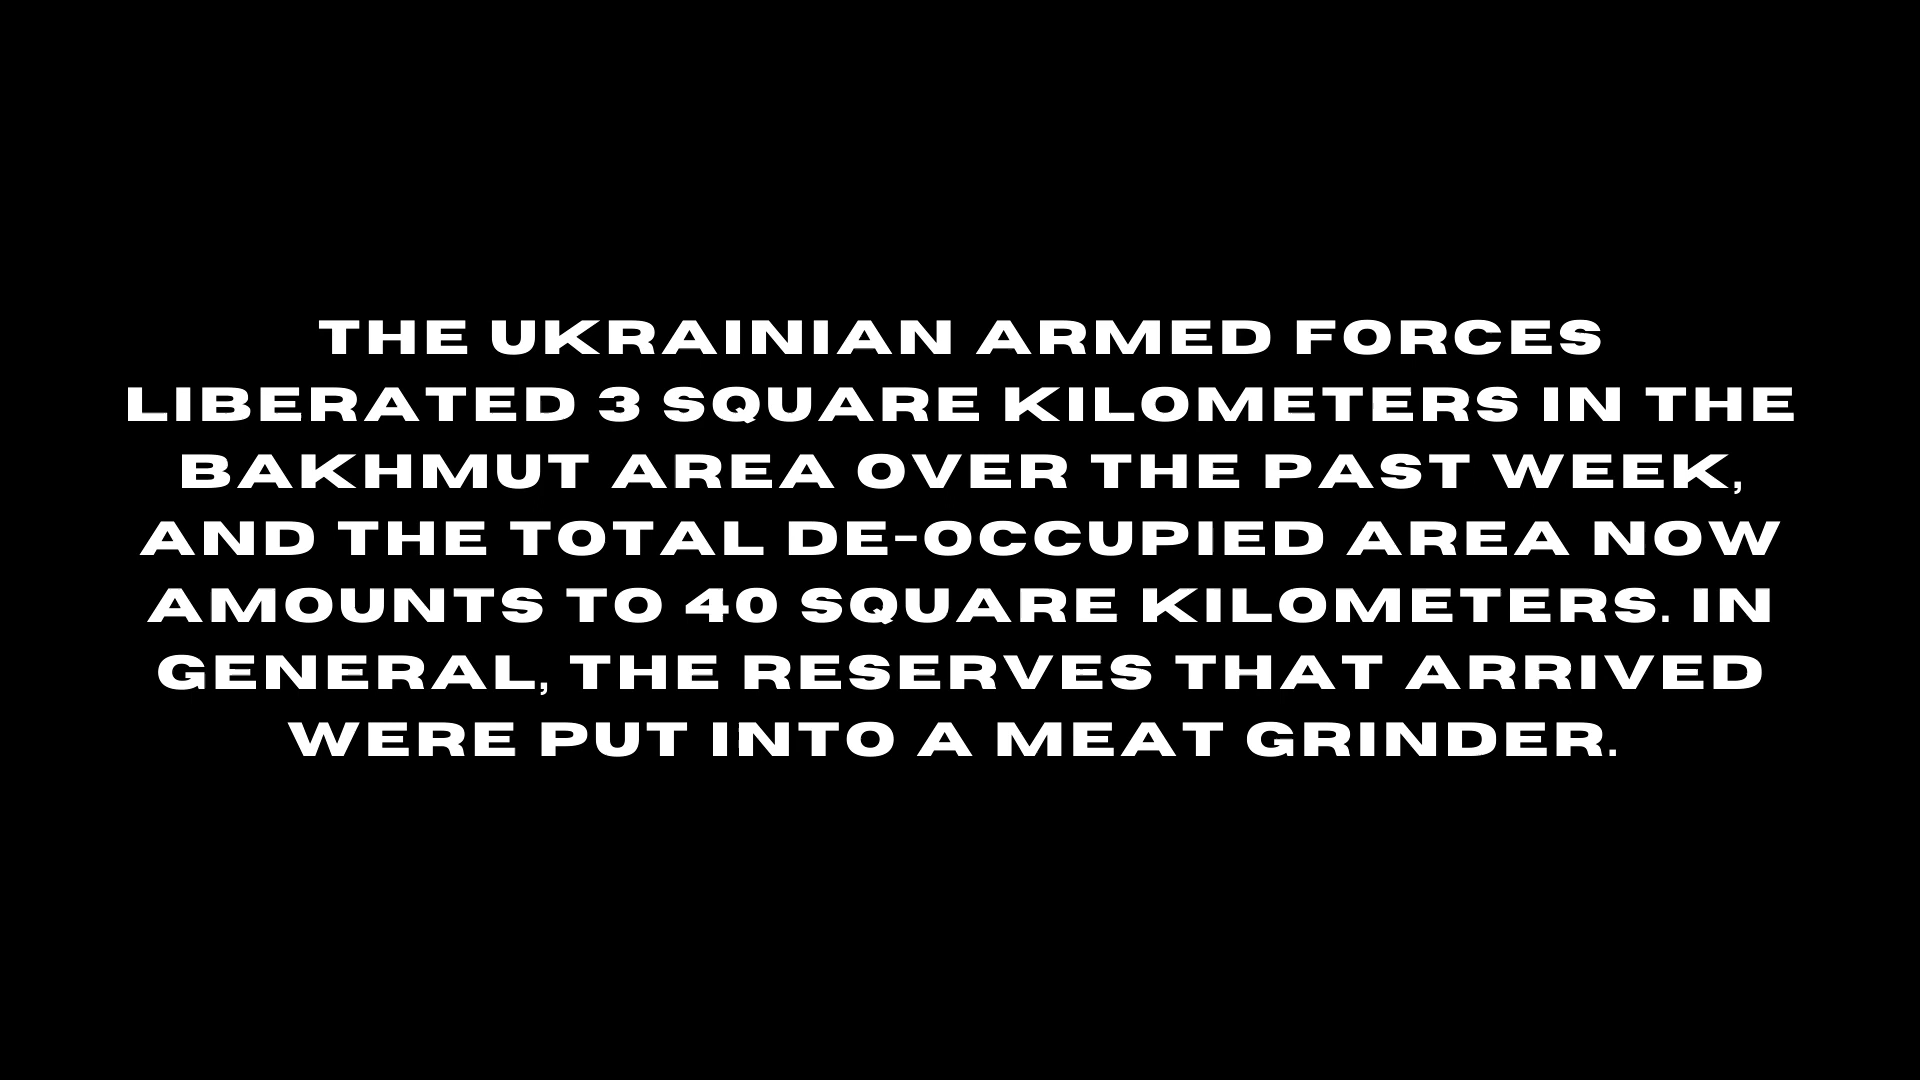 THE UKRAINIAN ARMED FORCES
LIBERATED 3 SQUARE KILOMETERS IN THE
BAKHMUT AREA OVER THE PAST WEEK,
AND THE TOTAL DE-OCCUPIED AREA NOW
AMOUNTS TO 40 SQUARE KILOMETERS. IN
GENERAL, THE RESERVES THAT ARRIVED
WERE PUT INTO A MEAT GRINDER.